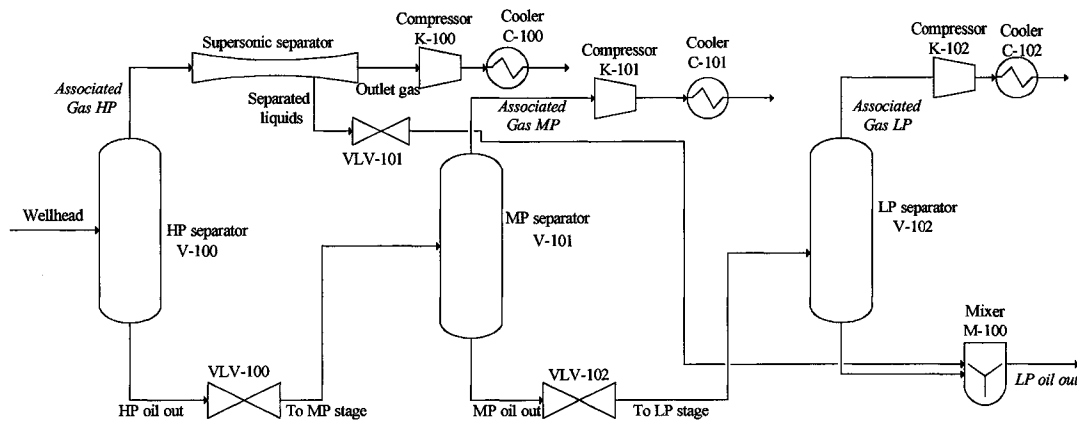 Compressor
K-100
Cooler
C-100
Supersonic separator
Compressor
K-101
Cooler
C-101
Compressor
K-102
Cooler
C-102
Associated
Gas HP
Separated
liquids
Outlet gas
Associated
Gas MP
Associated
Gas LP
VLV-101
Wellhead
HP separator
V-100
MP separator
V-101
LP separator
V-102
Mixer
M-100
VLV-100
VLV-102
HP oil out
To MP stage
MP oil out
To LP stage
LP oil out